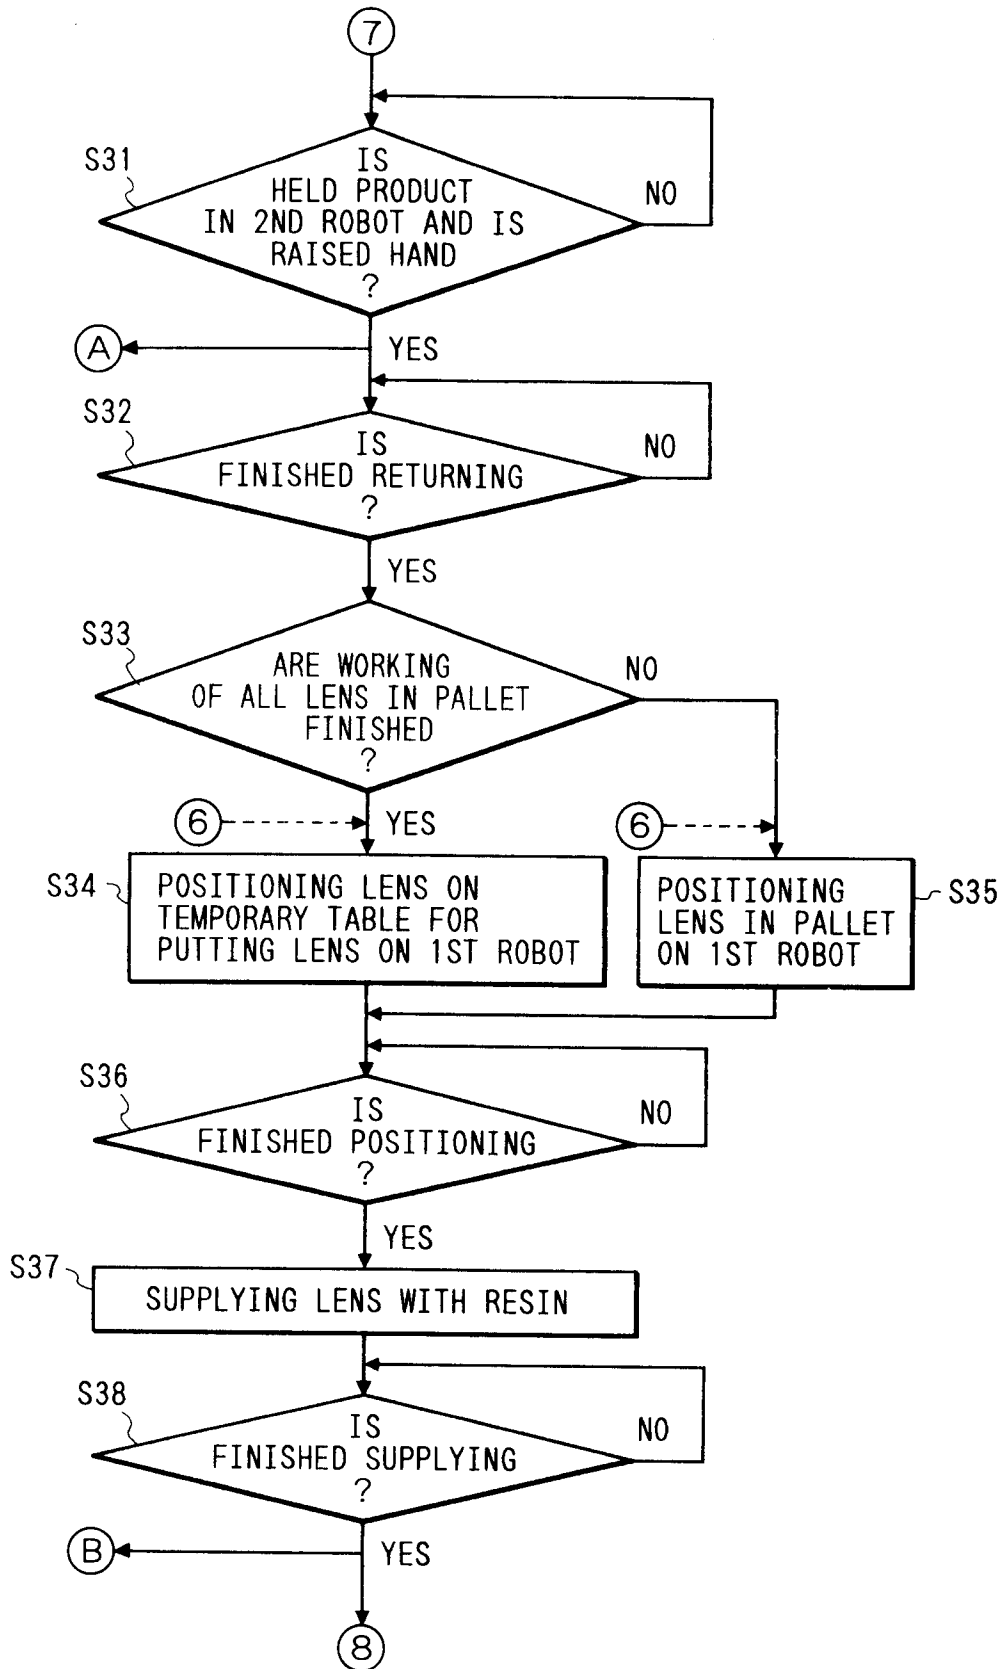 7
S31
IS
HELD PRODUCT
IN 2ND ROBOT AND IS
RAISED HAND
?
NO
A
YES
S32
IS
FINISHED RETURNING
?
NO
YES
S33
ARE WORKING
OF ALL LENS IN PALLET
FINISHED
?
NO
6
YES
6
S34
POSITIONING LENS ON
TEMPORARY TABLE FOR
PUTTING LENS ON 1ST ROBOT
POSITIONING
LENS IN PALLET
ON 1ST ROBOT
S35
S36
IS
FINISHED POSITIONING
?
NO
YES
S37
SUPPLYING LENS WITH RESIN
S38
IS
FINISHED SUPPLYING
?
NO
B
YES
8